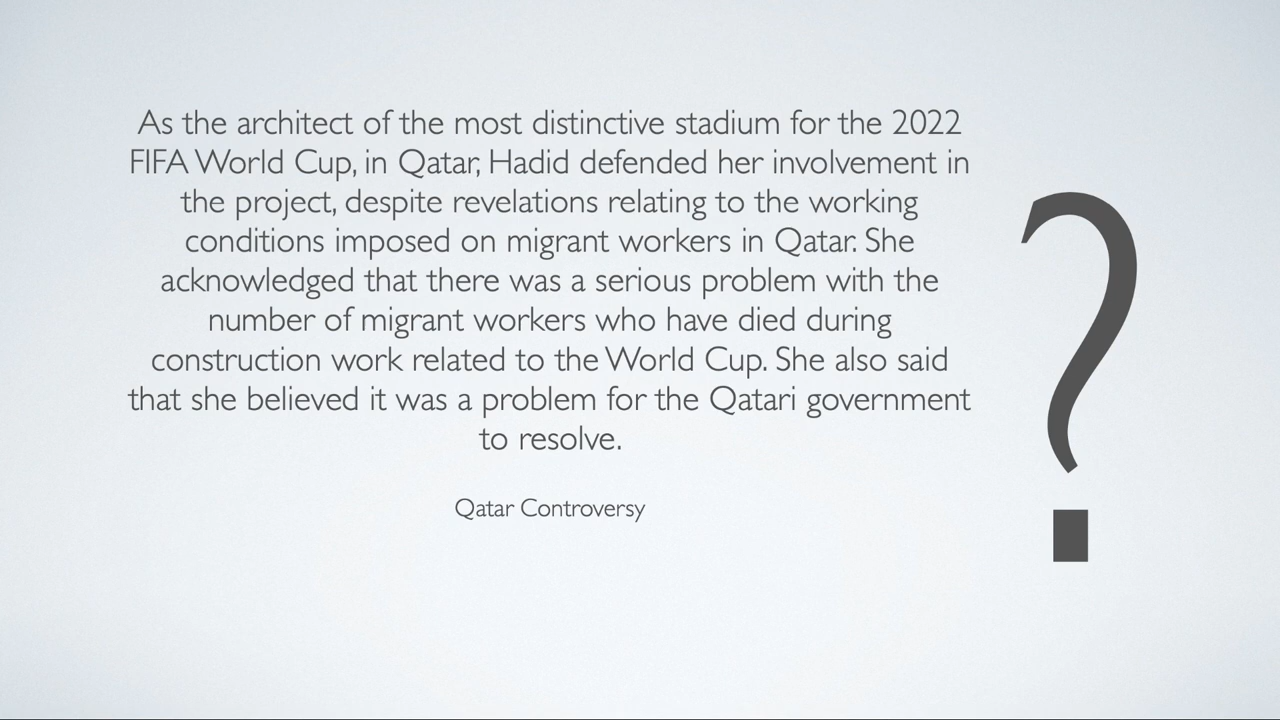 As the architect of the most distinctive stadium for the 2022
FIFA World Cup, in Qatar, Hadid defended her involvement in
the project, despite revelations relating to the working
conditions imposed on migrant workers in Qatar. She
acknowledged that there was a serious problem with the
number of migrant workers who have died during
construction work related to the World Cup. She also said
that she believed it was a problem for the Qatari government
to resolve.
Qatar Controversy
?